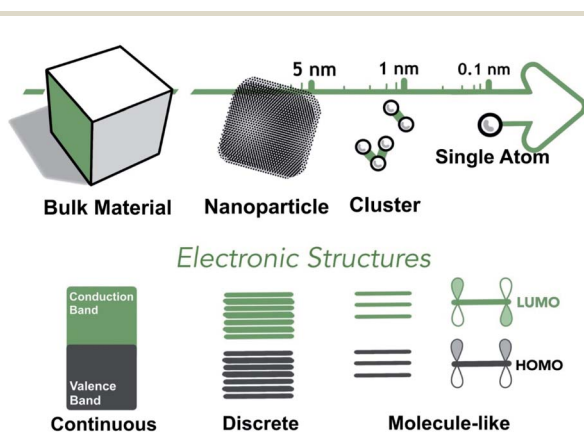 5 nm
1 nm
0.1 nm
Bulk Material
Nanoparticle
Cluster
Single Atom
Electronic Structures
Conduction
Band
Valence
Band
LUMO
HOMO
Continuous
Discrete
Molecule-like